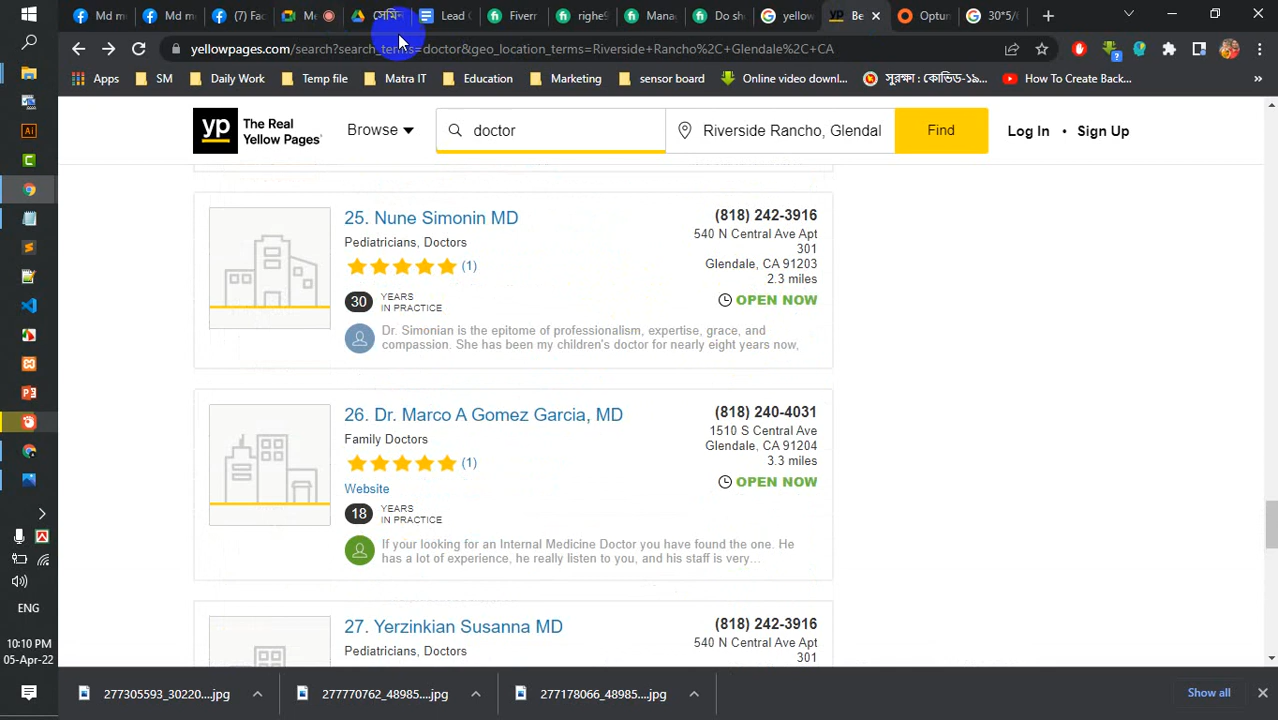 Md m
Md m
(7) Fac
Me
সেমি
Lead
Fiverr
righe
Mana
Do sh
yellow
Be
Optun
30*5/(
yellowpages.com/search?search_terms=doctor&geo_location_terms=Riverside+Rancho%2C+Glendale%2C+CA
Apps
SM
Daily Work
Temp file
Matra IT
Education
Marketing
sensor board
Online video downl...
সুরক্ষা : কোভিড-১৯...
How To Create Back...
yp The Real Yellow Pages
Browse
doctor
Riverside Rancho, Glendal
Find
Log In • Sign Up
25. Nune Simonin MD
Pediatricians, Doctors
(1)
30 YEARS
IN PRACTICE
Dr. Simonian is the epitome of professionalism, expertise, grace, and
compassion. She has been my children's doctor for nearly eight years now,
(818) 242-3916
540 N Central Ave Apt
301
Glendale, CA 91203
2.3 miles
OPEN NOW
26. Dr. Marco A Gomez Garcia, MD
Family Doctors
(1)
Website
18 YEARS
IN PRACTICE
If your looking for an Internal Medicine Doctor you have found the one. He
has a lot of experience, he really listen to you, and his staff is very...
(818) 240-4031
1510 S Central Ave
Glendale, CA 91204
3.3 miles
OPEN NOW
27. Yerzinkian Susanna MD
Pediatricians, Doctors
(818) 242-3916
540 N Central Ave Apt
301
ENG
10:10 PM
05-Apr-22
277305593_30220....jpg
277770762_48985....jpg
277178066_48985....jpg
Show all